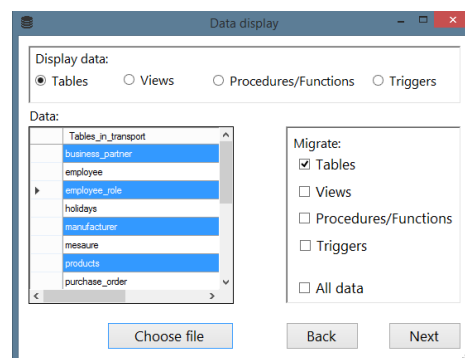 Data display
Display data:
Tables Views Procedures/Functions Triggers
Data:
Tables_in_transport
business_partner
employee
employee_role
holidays
manufacturer
mesaure
products
purchase_order
Migrate:
Tables
Views
Procedures/Functions
Triggers
All data
Choose file Back Next